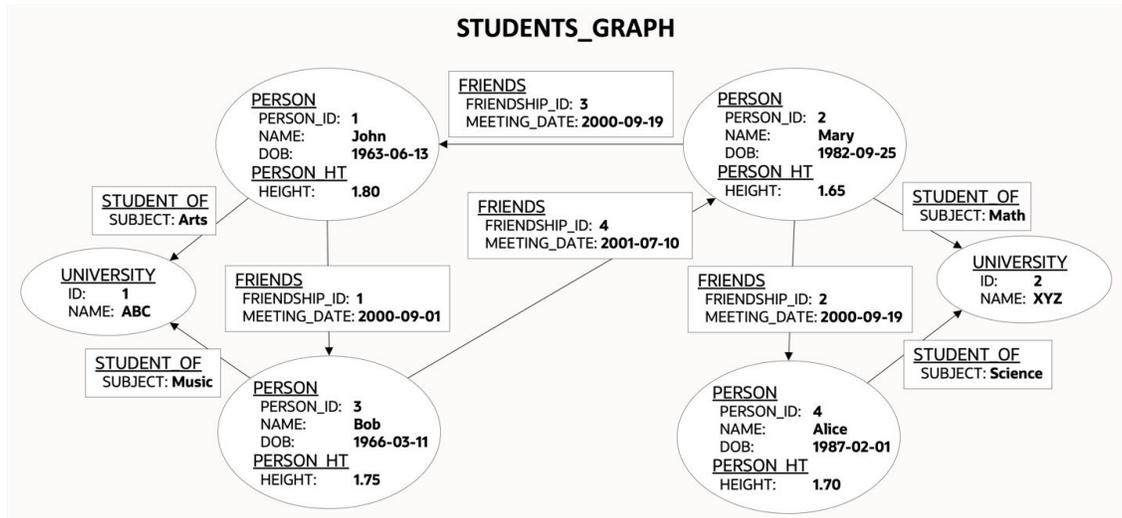 STUDENTS_GRAPH
PERSON
PERSON_ID: 1
NAME: John
DOB: 1963-06-13
PERSON_HT
HEIGHT: 1.80
FRIENDS
FRIENDSHIP_ID: 3
MEETING_DATE: 2000-09-19
PERSON
PERSON_ID: 2
NAME: Mary
DOB: 1982-09-25
PERSON_HT
HEIGHT: 1.65
STUDENT_OF
SUBJECT: Arts
FRIENDS
FRIENDSHIP_ID: 4
MEETING_DATE: 2001-07-10
STUDENT_OF
SUBJECT: Math
UNIVERSITY
ID: 1
NAME: ABC
FRIENDS
FRIENDSHIP_ID: 1
MEETING_DATE: 2000-09-01
FRIENDS
FRIENDSHIP_ID: 2
MEETING_DATE: 2000-09-19
UNIVERSITY
ID: 2
NAME: XYZ
STUDENT_OF
SUBJECT: Music
PERSON
PERSON_ID: 3
NAME: Bob
DOB: 1966-03-11
PERSON_HT
HEIGHT: 1.75
PERSON
PERSON_ID: 4
NAME: Alice
DOB: 1987-02-01
PERSON_HT
HEIGHT: 1.70
STUDENT_OF
SUBJECT: Science